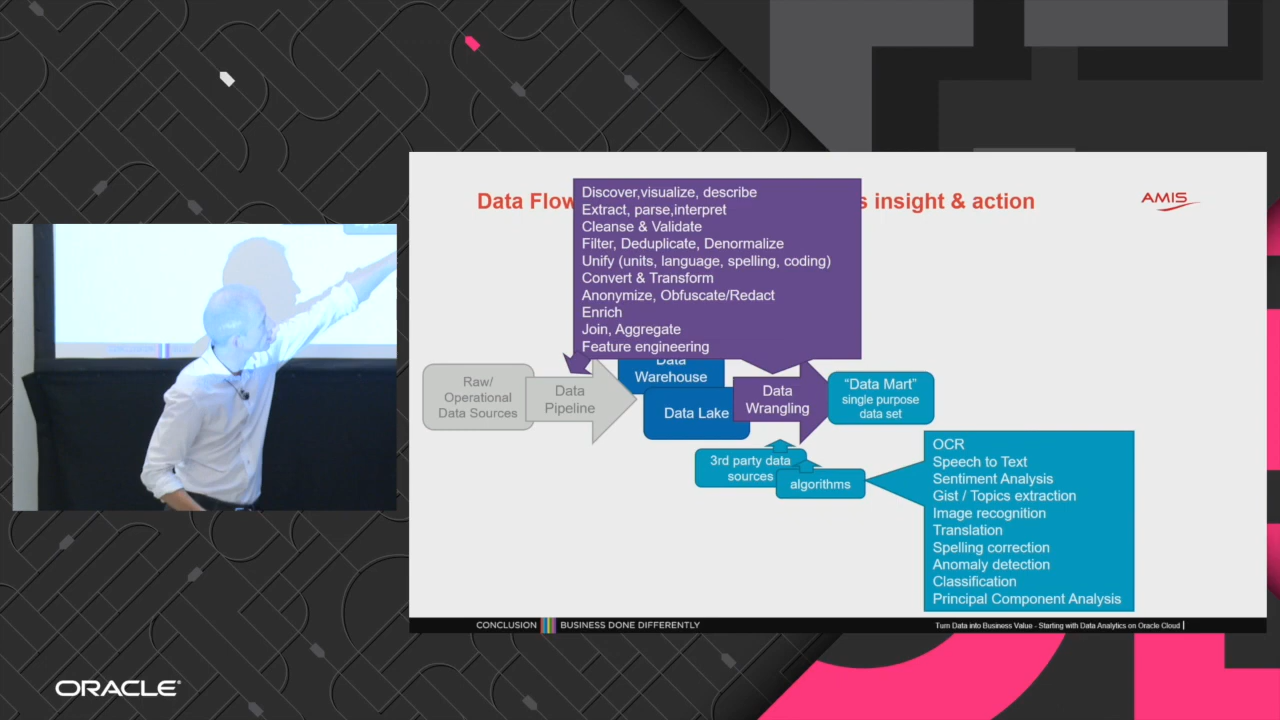 Data Flow
s insight & action
AMIS
Discover,visualize, describe
Extract, parse,interpret
Cleanse & Validate
Filter, Deduplicate, Denormalize
Unify (units, language, spelling, coding)
Convert & Transform
Anonymize, Obfuscate/Redact
Enrich
Join, Aggregate
Feature engineering
Raw/
Operational
Data Sources
Data
Pipeline
Data
Warehouse
Data Lake
Data
Wrangling
“Data Mart”
single purpose
data set
3rd party data
sources
algorithms
OCR
Speech to Text
Sentiment Analysis
Gist / Topics extraction
Image recognition
Translation
Spelling correction
Anomaly detection
Classification
Principal Component Analysis
CONCLUSION BUSINESS DONE DIFFERENTLY
Turn Data into Business Value - Starting with Data Analytics on Oracle Cloud |
ORACLE®